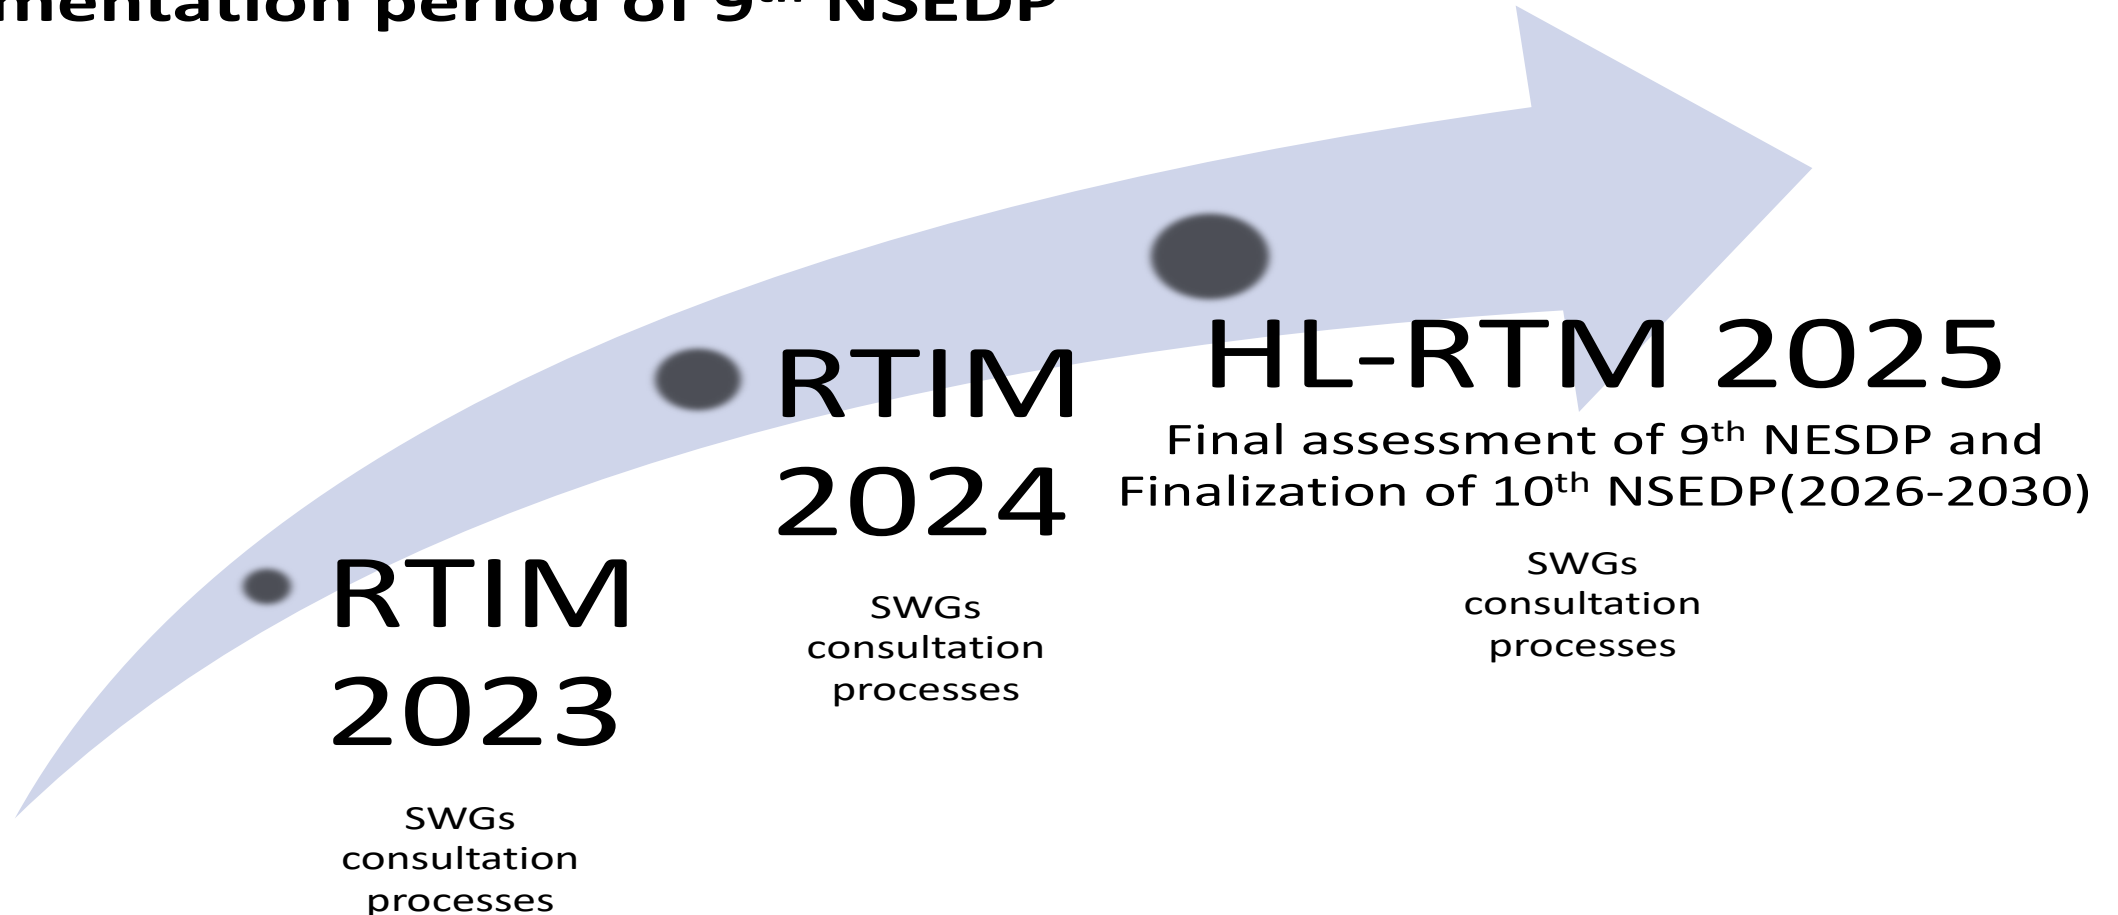 mentation period of 9th NSEDP
HL-RTM 2025
Final assessment of 9th NESDP and
Finalization of 10th NSEDP(2026-2030)
SWGs
consultation
processes
RTIM
2024
SWGs
consultation
processes
RTIM
2023
SWGs
consultation
processes